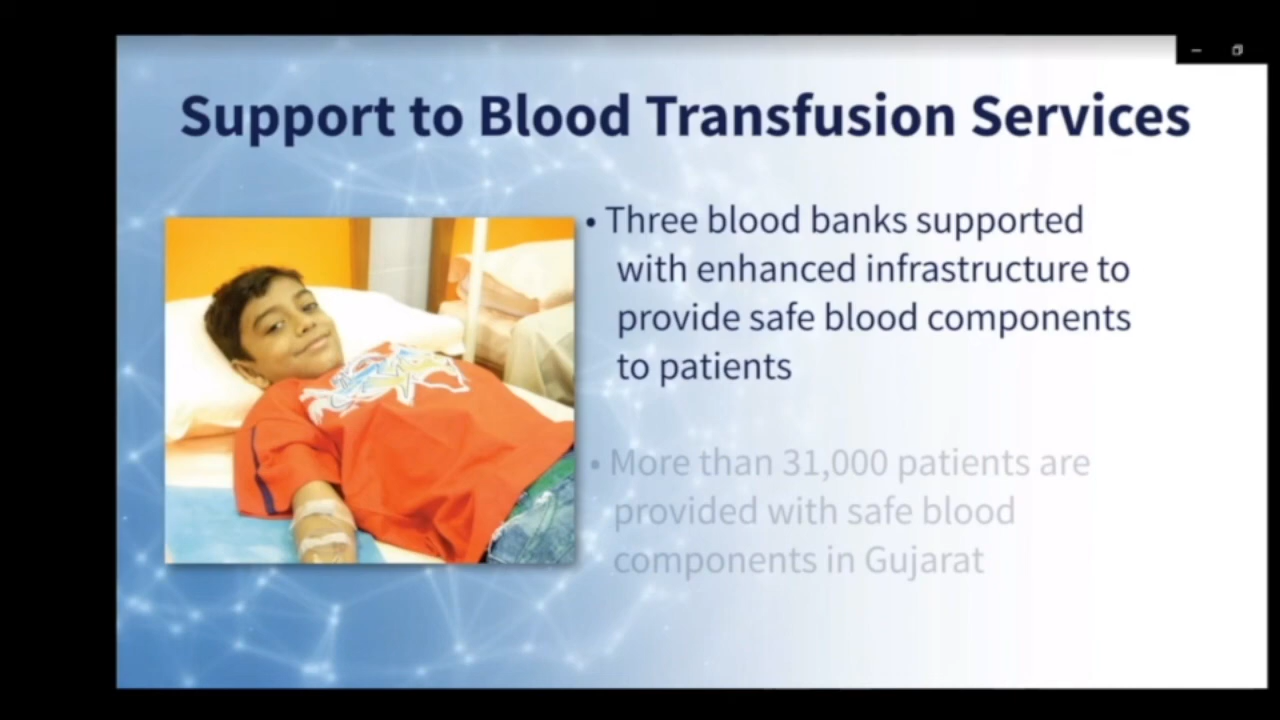 Support to Blood Transfusion Services
• Three blood banks supported
with enhanced infrastructure to
provide safe blood components
to patients
• More than 31,000 patients are
provided with safe blood
components in Gujarat